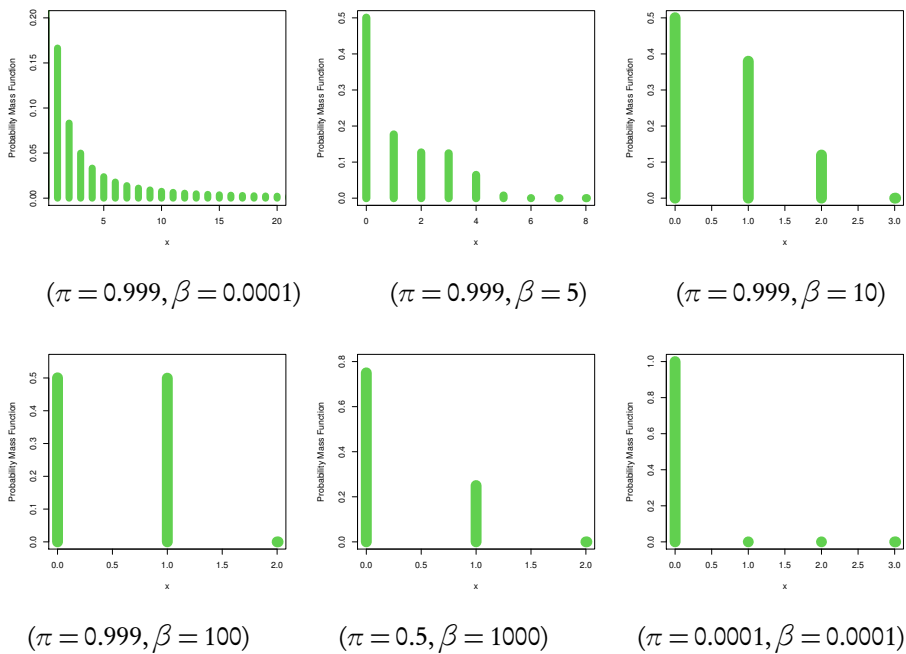 Probability Mass Function
0.00 0.05 0.10 0.15 0.20
5 10 15 20
x
(π = 0.999, β = 0.0001)
Probability Mass Function
0.0 0.1 0.2 0.3 0.4 0.5
0 2 4 6 8
x
(π = 0.999, β = 5)
Probability Mass Function
0.0 0.1 0.2 0.3 0.4 0.5
0.0 0.5 1.0 1.5 2.0 2.5 3.0
x
(π = 0.999, β = 10)
Probability Mass Function
0.0 0.1 0.2 0.3 0.4 0.5
0.0 0.5 1.0 1.5 2.0
x
(π = 0.999, β = 100)
Probability Mass Function
0.0 0.2 0.4 0.6 0.8
0.0 0.5 1.0 1.5 2.0
x
(π = 0.5, β = 1000)
Probability Mass Function
0.0 0.2 0.4 0.6 0.8 1.0
0.0 0.5 1.0 1.5 2.0 2.5 3.0
x
(π = 0.0001, β = 0.0001)